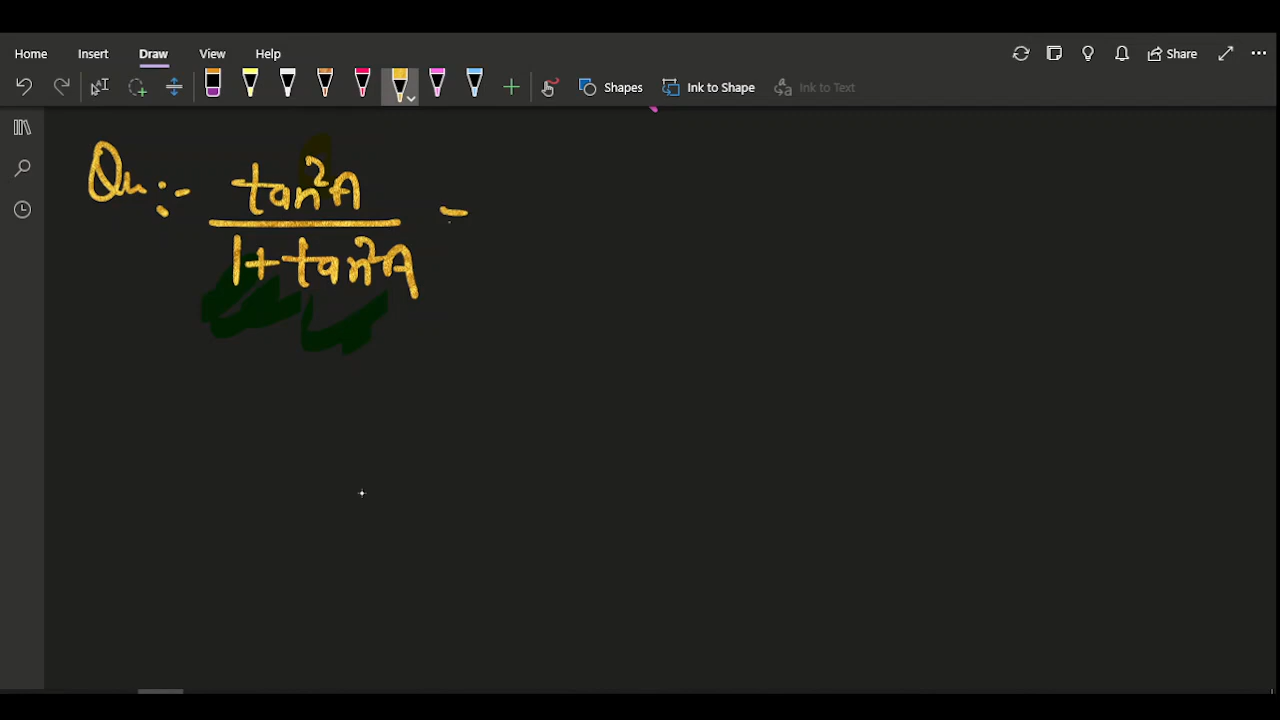 Home Insert Draw View Help Share
Shapes Ink to Shape Ink to Text
Qn :- tan²A -
1+ tan²A